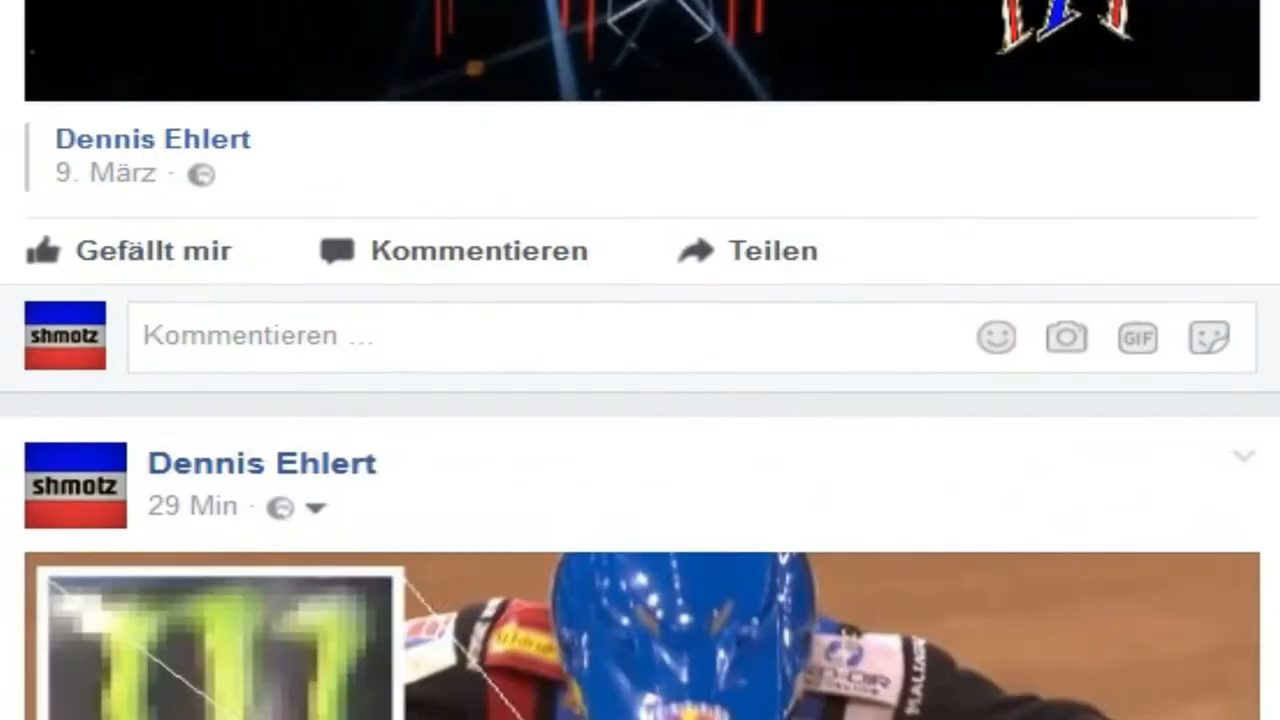 Dennis Ehlert
9. März ·
Gefällt mir
Kommentieren
Teilen
shmotz
Kommentieren ...
GIF
shmotz
Dennis Ehlert
29 Min ·